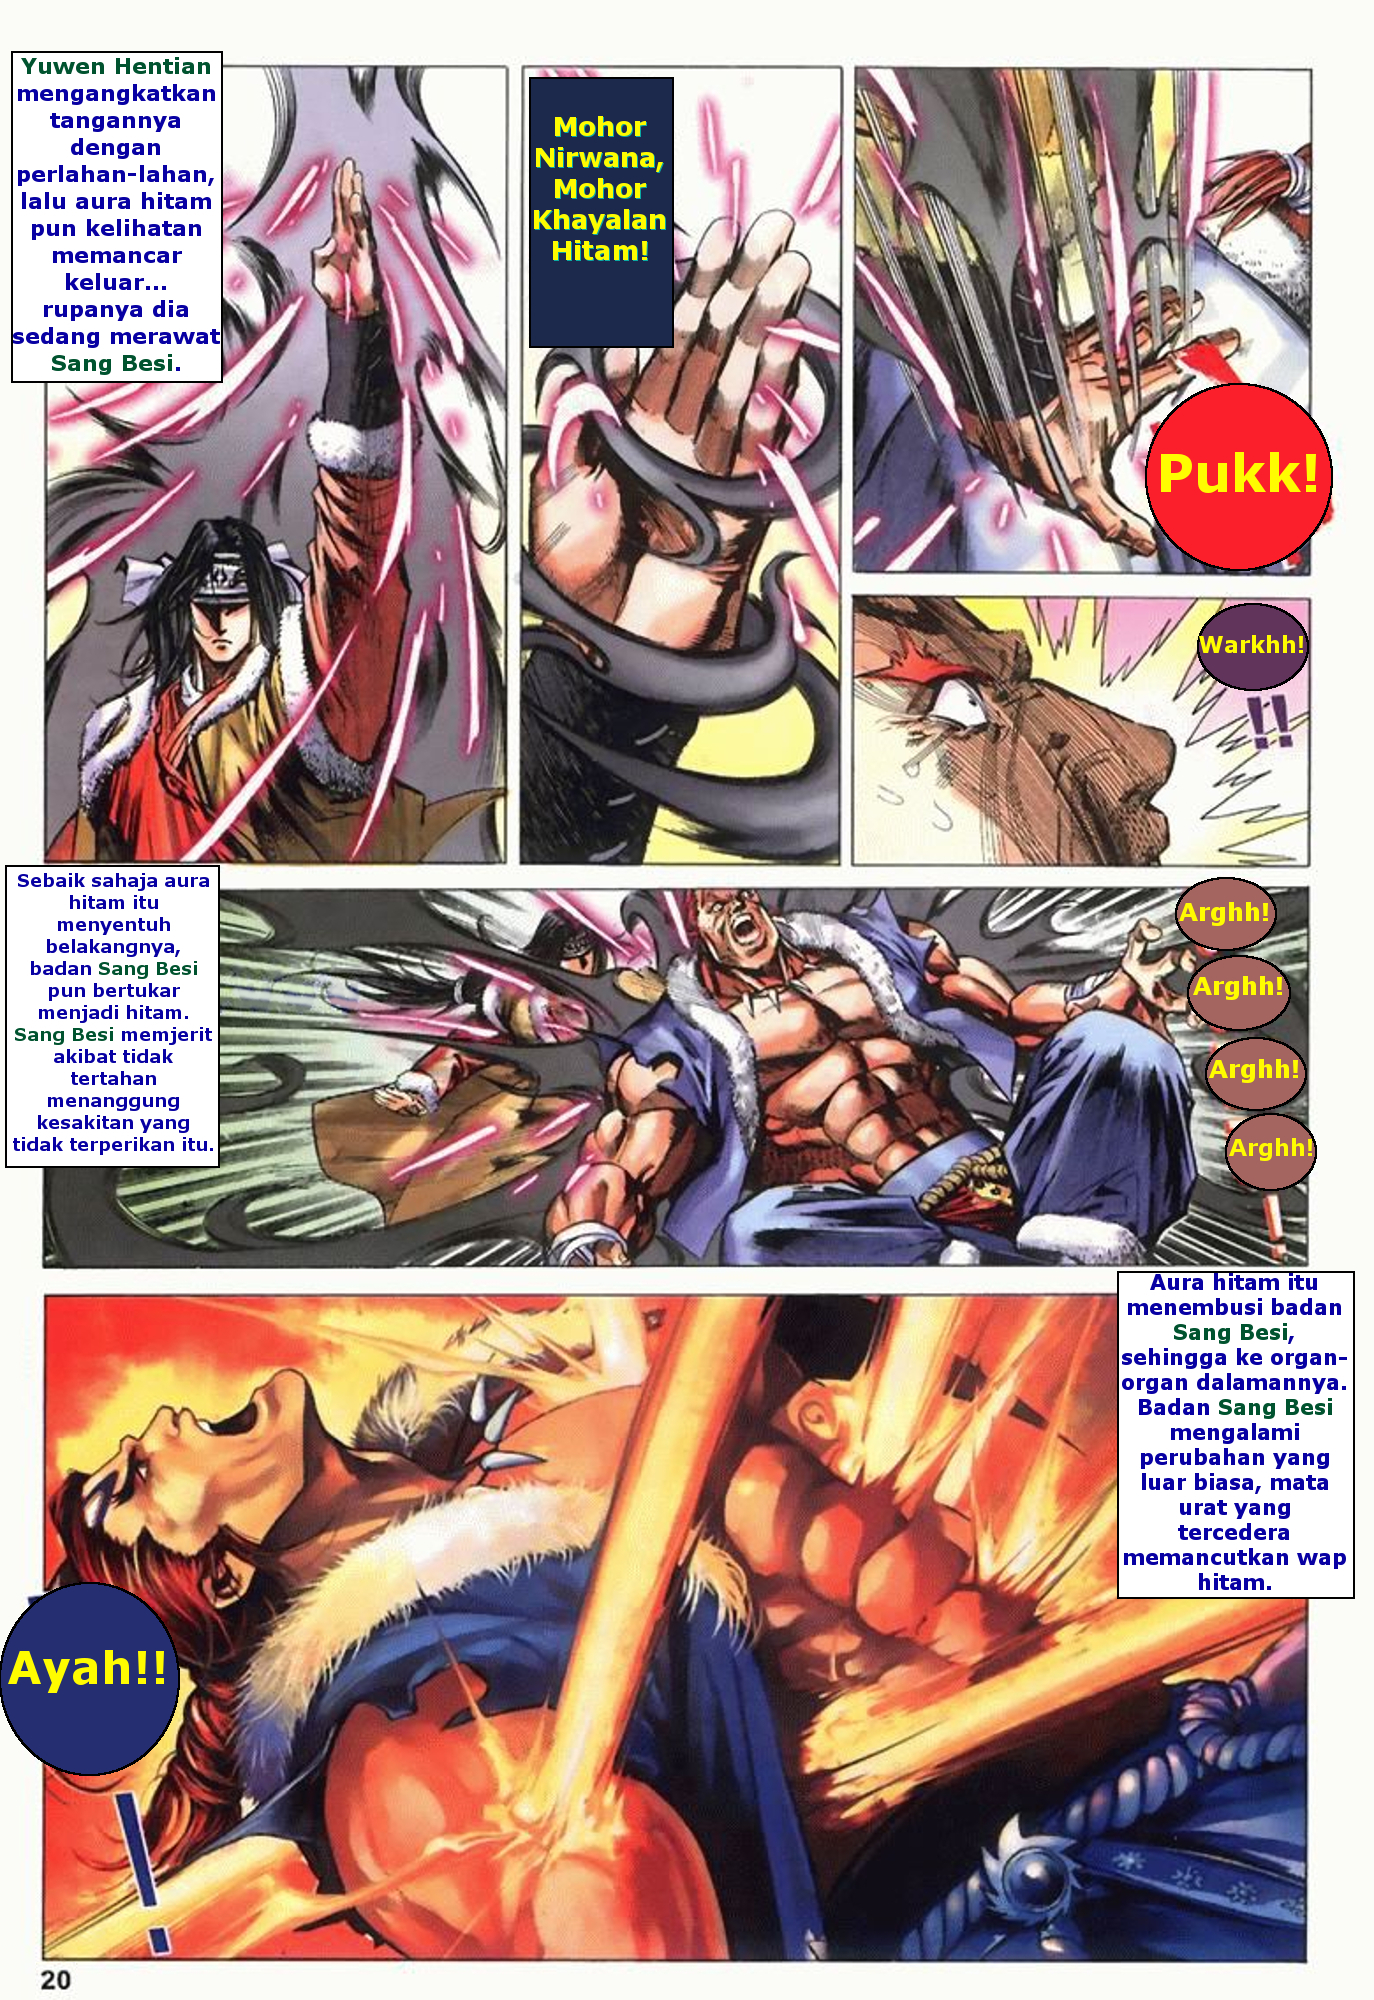 Yuwen Hentian
mengangkatkan
tangannya
dengan
perlahan-lahan,
lalu aura hitam
pun kelihatan
memancar
keluar...
rupanya dia
sedang merawat
Sang Besi.
Mohor
Nirwana,
Mohor
Khayalan
Hitam!
Pukk!
Warkhh!
!!
Sebaik sahaja aura
hitam itu
menyentuh
belakangnya,
badan Sang Besi
pun bertukar
menjadi hitam.
Sang Besi memjerit
akibat tidak
tertahan
menanggung
kesakitan yang
tidak terperikan itu.
Arghh!
Arghh!
Arghh!
Arghh!
!
Aura hitam itu
menembusi badan
Sang Besi,
sehingga ke organ-
organ dalamannya.
Badan Sang Besi
mengalami
perubahan yang
luar biasa, mata
urat yang
tercedera
memancutkan wap
hitam.
Ayah!!
!
20